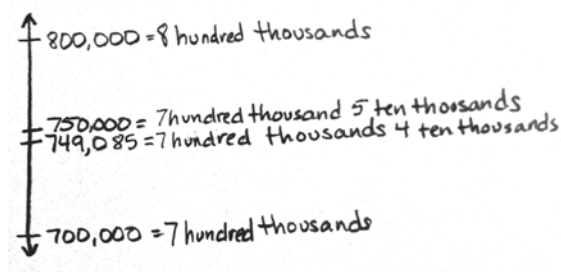 800,000 = 8 hundred thousands
750,000 = 7 hundred thousand 5 ten thousands
749,085 = 7 hundred thousands 4 ten thousands
700,000 = 7 hundred thousands